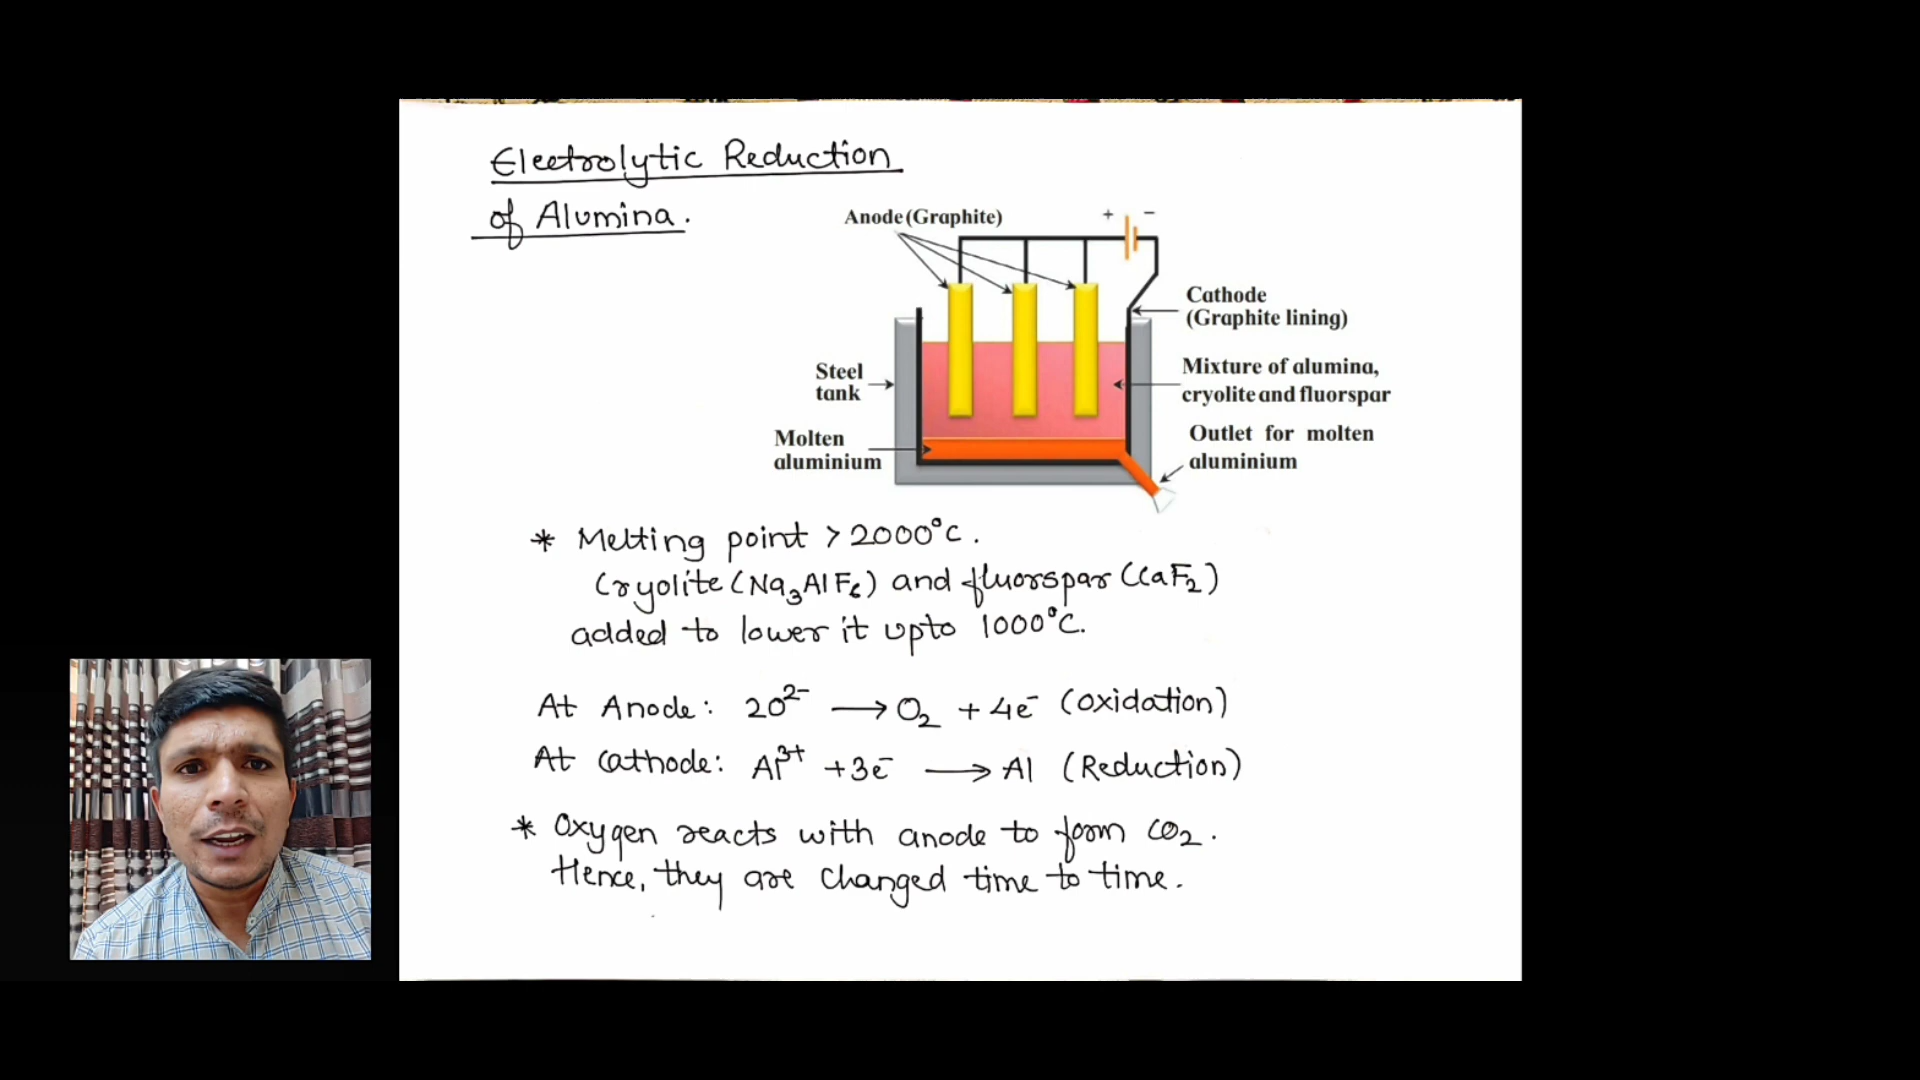 Electrolytic Reduction
of Alumina.
Anode (Graphite)
+ −
Cathode
(Graphite lining)
Steel
tank
Mixture of alumina,
cryolite and fluorspar
Molten
aluminium
Outlet for molten
aluminium
* Melting point > 2000°C.
Cryolite (Na₃AlF₆) and fluorspar (CaF₂)
added to lower it upto 1000°C.
At Anode: 2O²⁻ ⟶ O₂ + 4e⁻ (Oxidation)
At Cathode: Al³⁺ + 3e⁻ ⟶ Al (Reduction)
* Oxygen reacts with anode to form CO₂.
Hence, they are changed time to time.